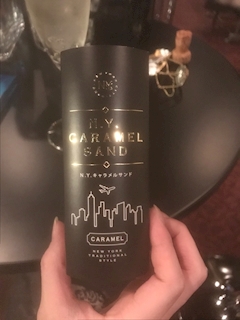 N.Y.
CARAMEL
SAND
N.Y.キャラメルサンド
CARAMEL
NEW YORK
TRADITIONAL
STYLE